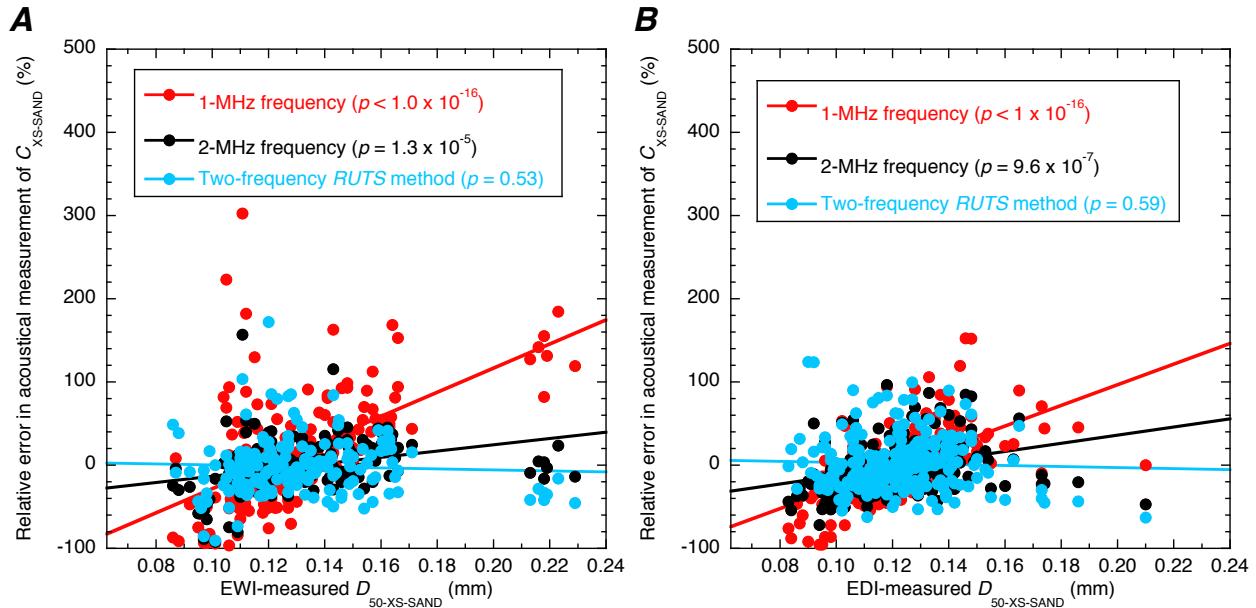 A
Relative error in acoustical measurement of C XS-SAND (%)
500
400
300
200
100
0
-100
1-MHz frequency (p < 1.0 x 10^-16)
2-MHz frequency (p = 1.3 x 10^-5)
Two-frequency RUTS method (p = 0.53)
0.08 0.10 0.12 0.14 0.16 0.18 0.20 0.22 0.24
EWI-measured D 50-XS-SAND (mm)
B
Relative error in acoustical measurement of C XS-SAND (%)
500
400
300
200
100
0
-100
1-MHz frequency (p < 1 x 10^-16)
2-MHz frequency (p = 9.6 x 10^-7)
Two-frequency RUTS method (p = 0.59)
0.08 0.10 0.12 0.14 0.16 0.18 0.20 0.22 0.24
EDI-measured D 50-XS-SAND (mm)